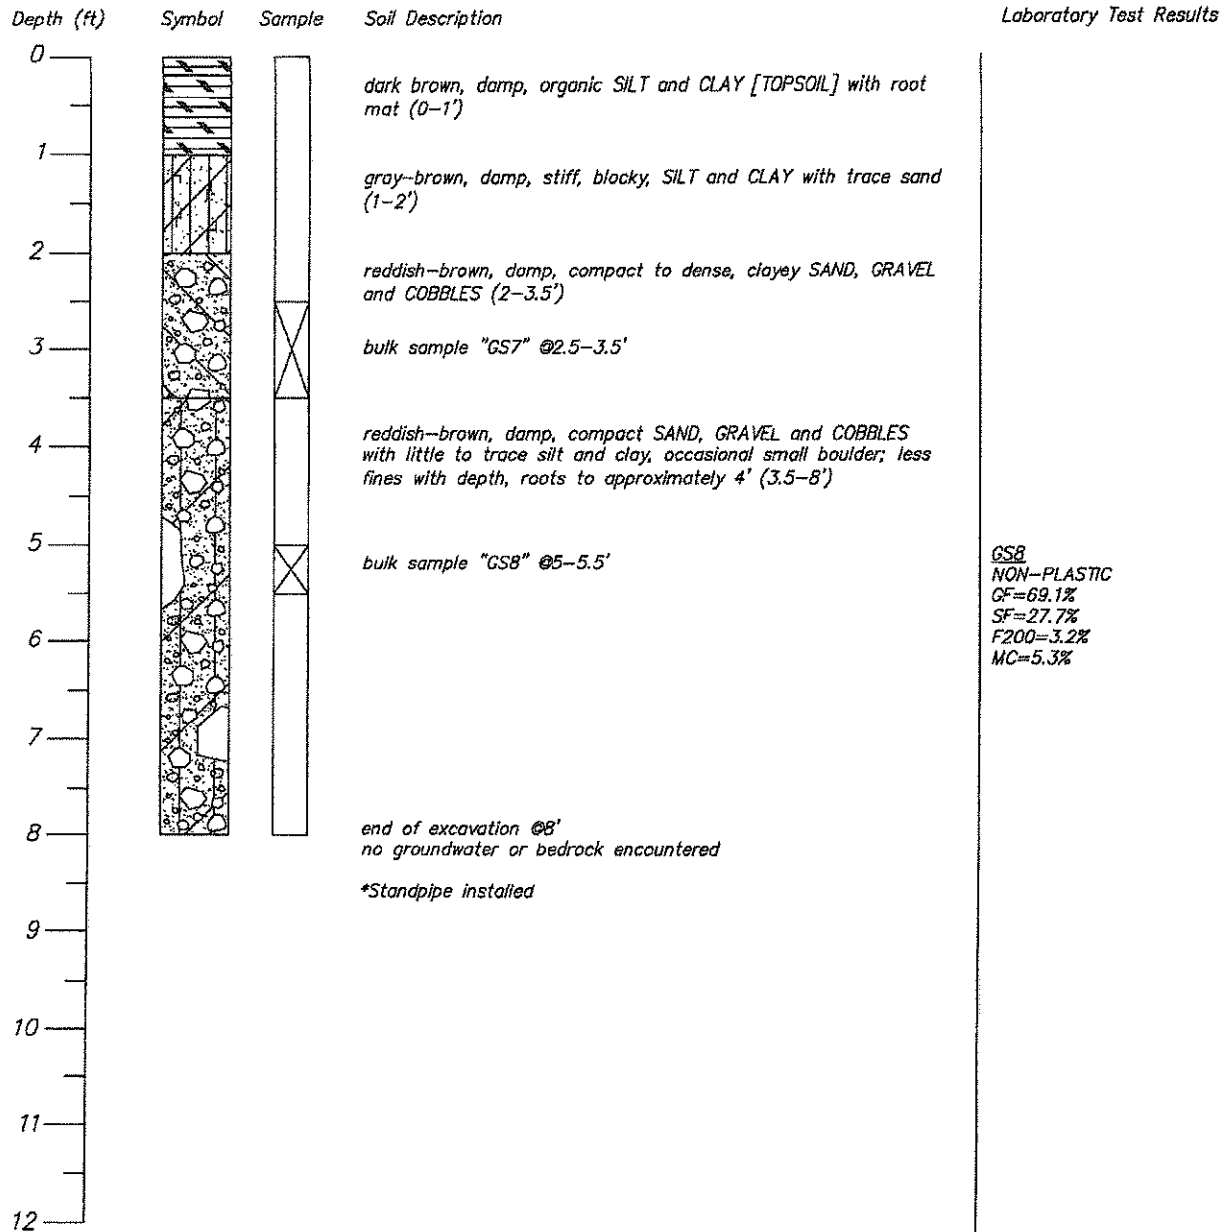 Depth (ft) Symbol Sample Soil Description Laboratory Test Results
0
dark brown, damp, organic SILT and CLAY [TOPSOIL] with root
mat (0-1')
1
gray-brown, damp, stiff, blocky, SILT and CLAY with trace sand
(1-2')
2
reddish-brown, damp, compact to dense, clayey SAND, GRAVEL
and COBBLES (2-3.5')
3
bulk sample "GS7" @2.5-3.5'
4
reddish-brown, damp, compact SAND, GRAVEL and COBBLES
with little to trace silt and clay, occasional small boulder; less
fines with depth, roots to approximately 4' (3.5-8')
5
bulk sample "GS8" @5-5.5'
GS8
NON-PLASTIC
GF=69.1%
SF=27.7%
F200=3.2%
MC=5.3%
6
7
8
end of excavation @8'
no groundwater or bedrock encountered
*Standpipe installed
9
10
11
12